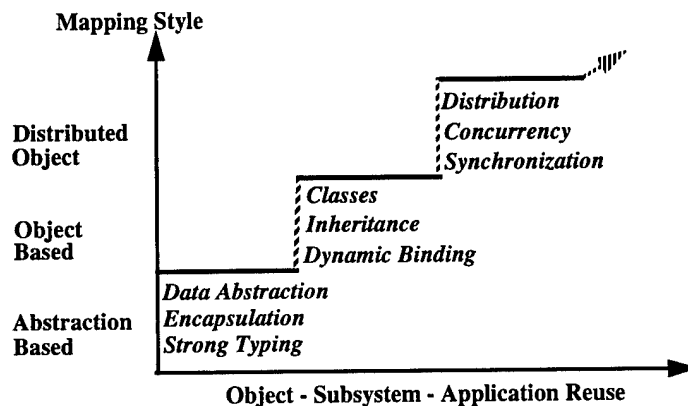 Mapping Style
Distributed
Object
Distribution
Concurrency
Synchronization
Object
Based
Classes
Inheritance
Dynamic Binding
Abstraction
Based
Data Abstraction
Encapsulation
Strong Typing
Object - Subsystem - Application Reuse